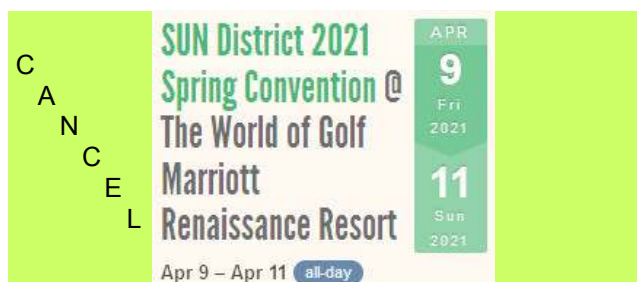 CANCEL
SUN District 2021
Spring Convention @
The World of Golf
Marriott
Renaissance Resort
Apr 9 – Apr 11 all-day
APR
9
Fri
2021
11
Sun
2021